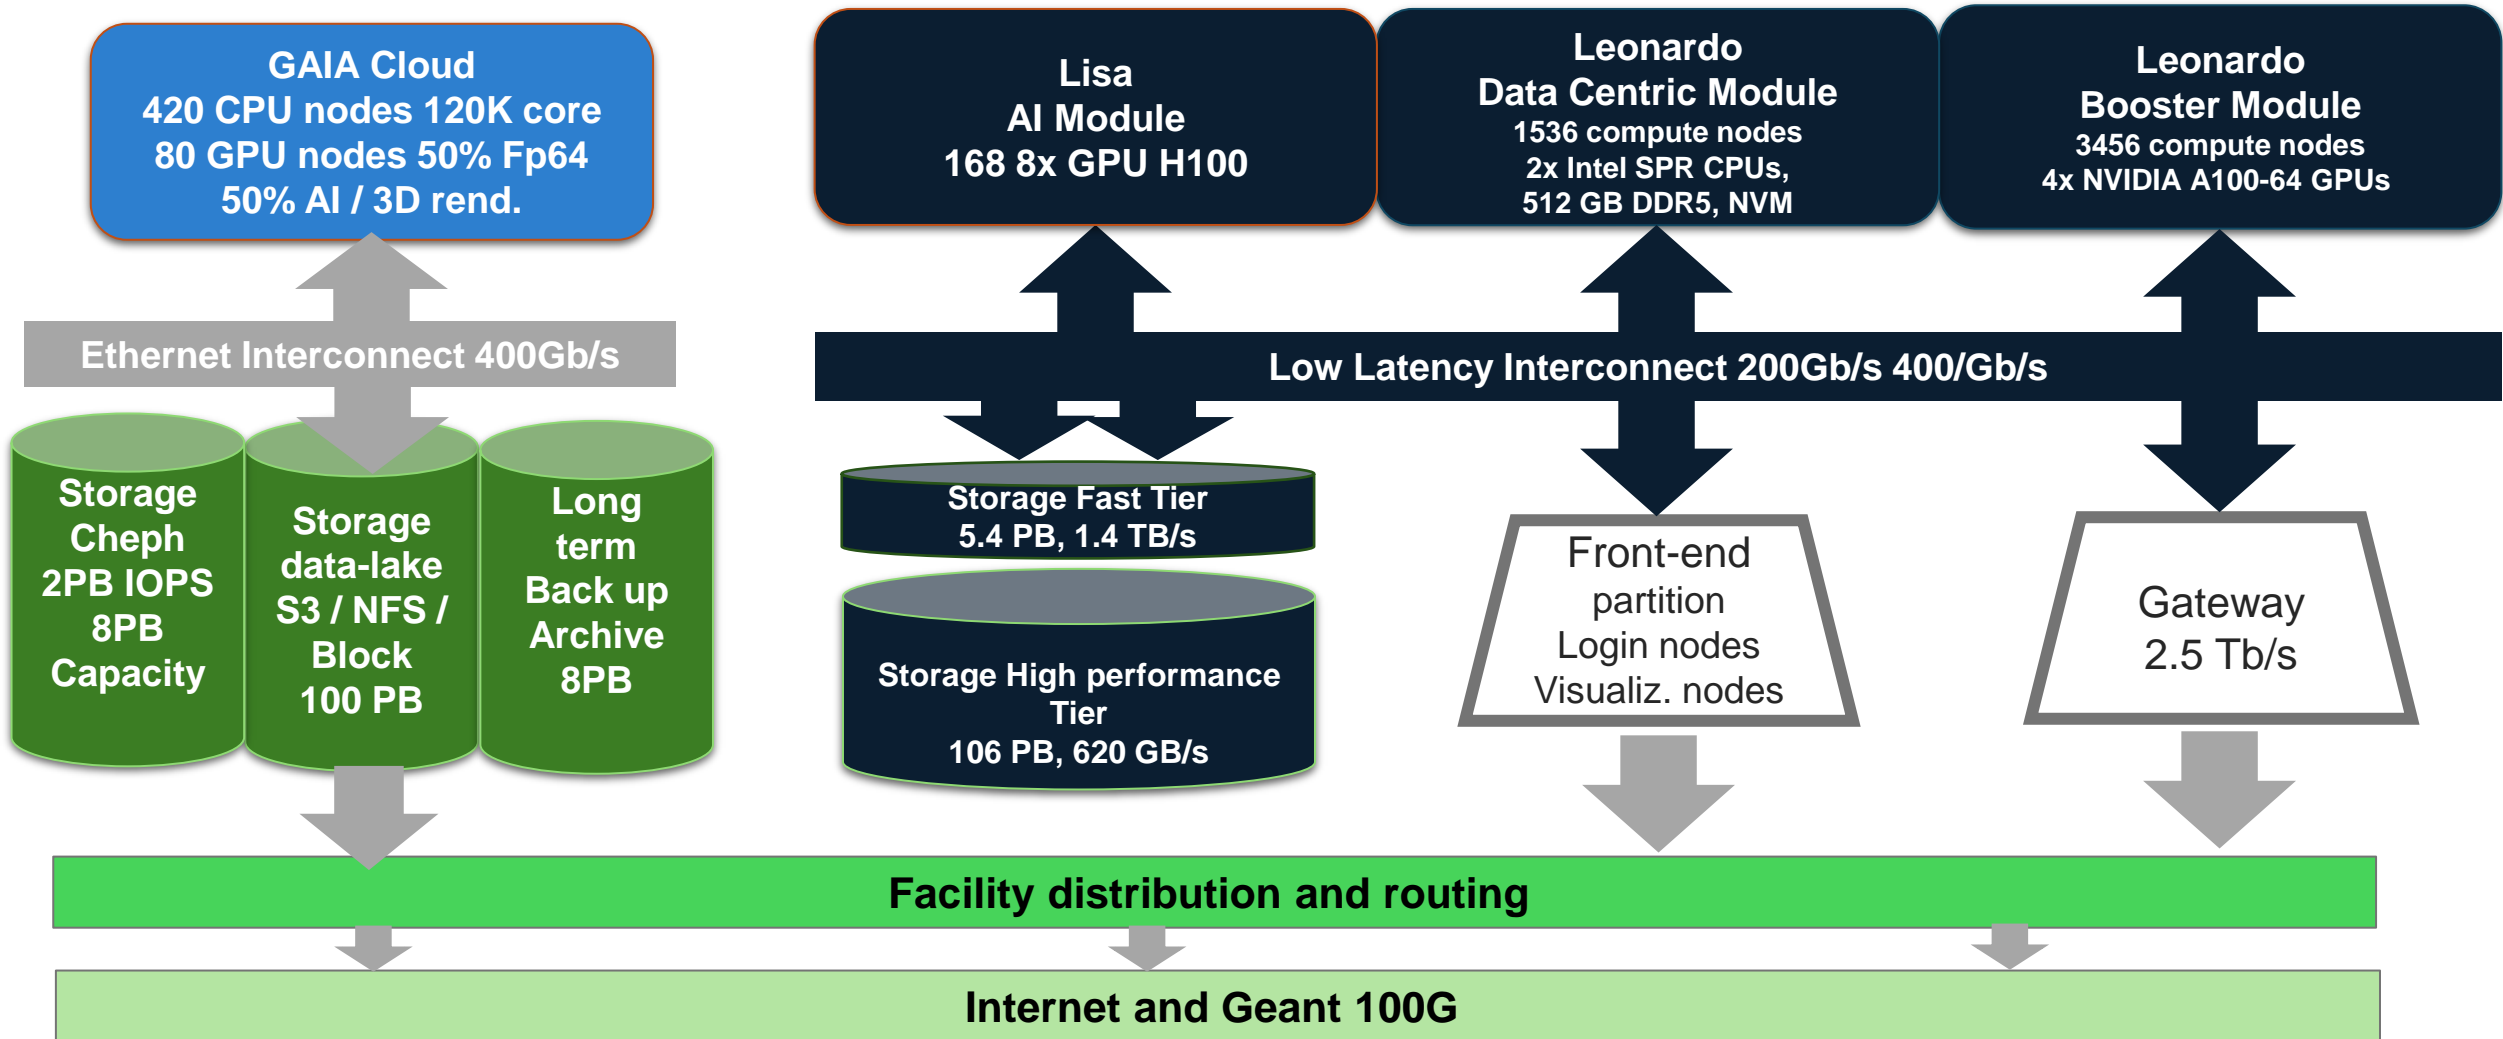 GAIA Cloud
420 CPU nodes 120K core
80 GPU nodes 50% Fp64
50% AI / 3D rend.
Lisa
AI Module
168 8x GPU H100
Leonardo
Data Centric Module
1536 compute nodes
2x Intel SPR CPUs,
512 GB DDR5, NVM
Leonardo
Booster Module
3456 compute nodes
4x NVIDIA A100-64 GPUs
Ethernet Interconnect 400Gb/s
Low Latency Interconnect 200Gb/s 400/Gb/s
Storage
Cheph
2PB IOPS
8PB
Capacity
Storage
data-lake
S3 / NFS /
Block
100 PB
Long
term
Back up
Archive
8PB
Storage Fast Tier
5.4 PB, 1.4 TB/s
Storage High performance
Tier
106 PB, 620 GB/s
Front-end
partition
Login nodes
Visualiz. nodes
Gateway
2.5 Tb/s
Facility distribution and routing
Internet and Geant 100G